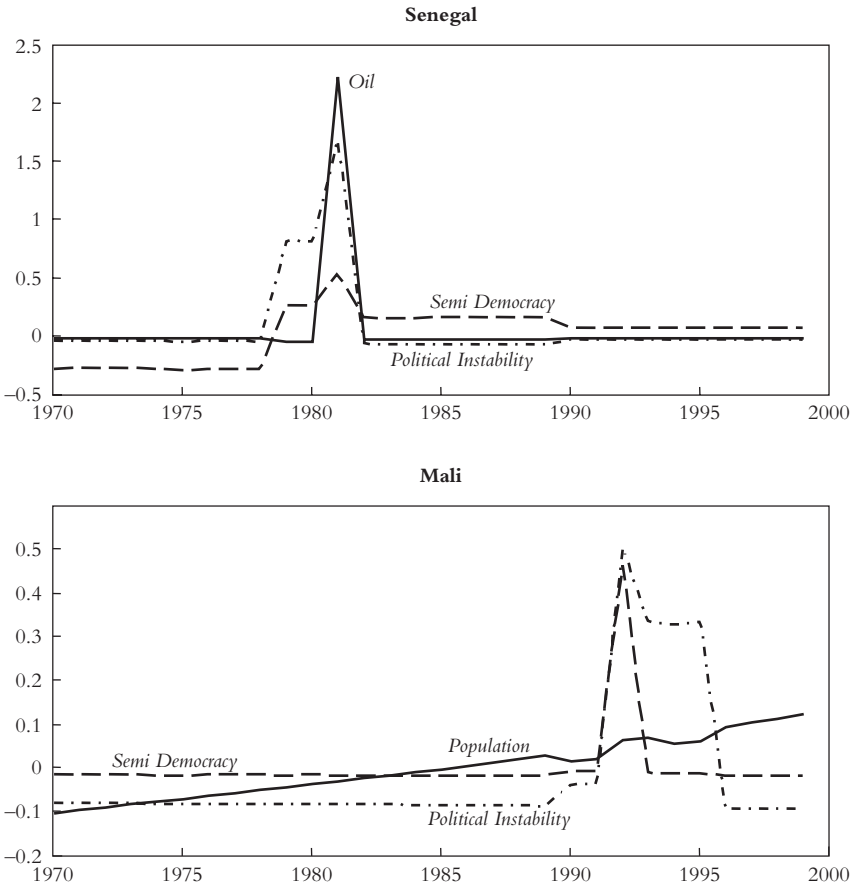 Senegal
2.5
2
1.5
1
0.5
0
–0.5
Oil
Semi Democracy
Political Instability
1970 1975 1980 1985 1990 1995 2000
Mali
0.5
0.4
0.3
0.2
0.1
0
–0.1
–0.2
Population
Semi Democracy
Political Instability
1970 1975 1980 1985 1990 1995 2000